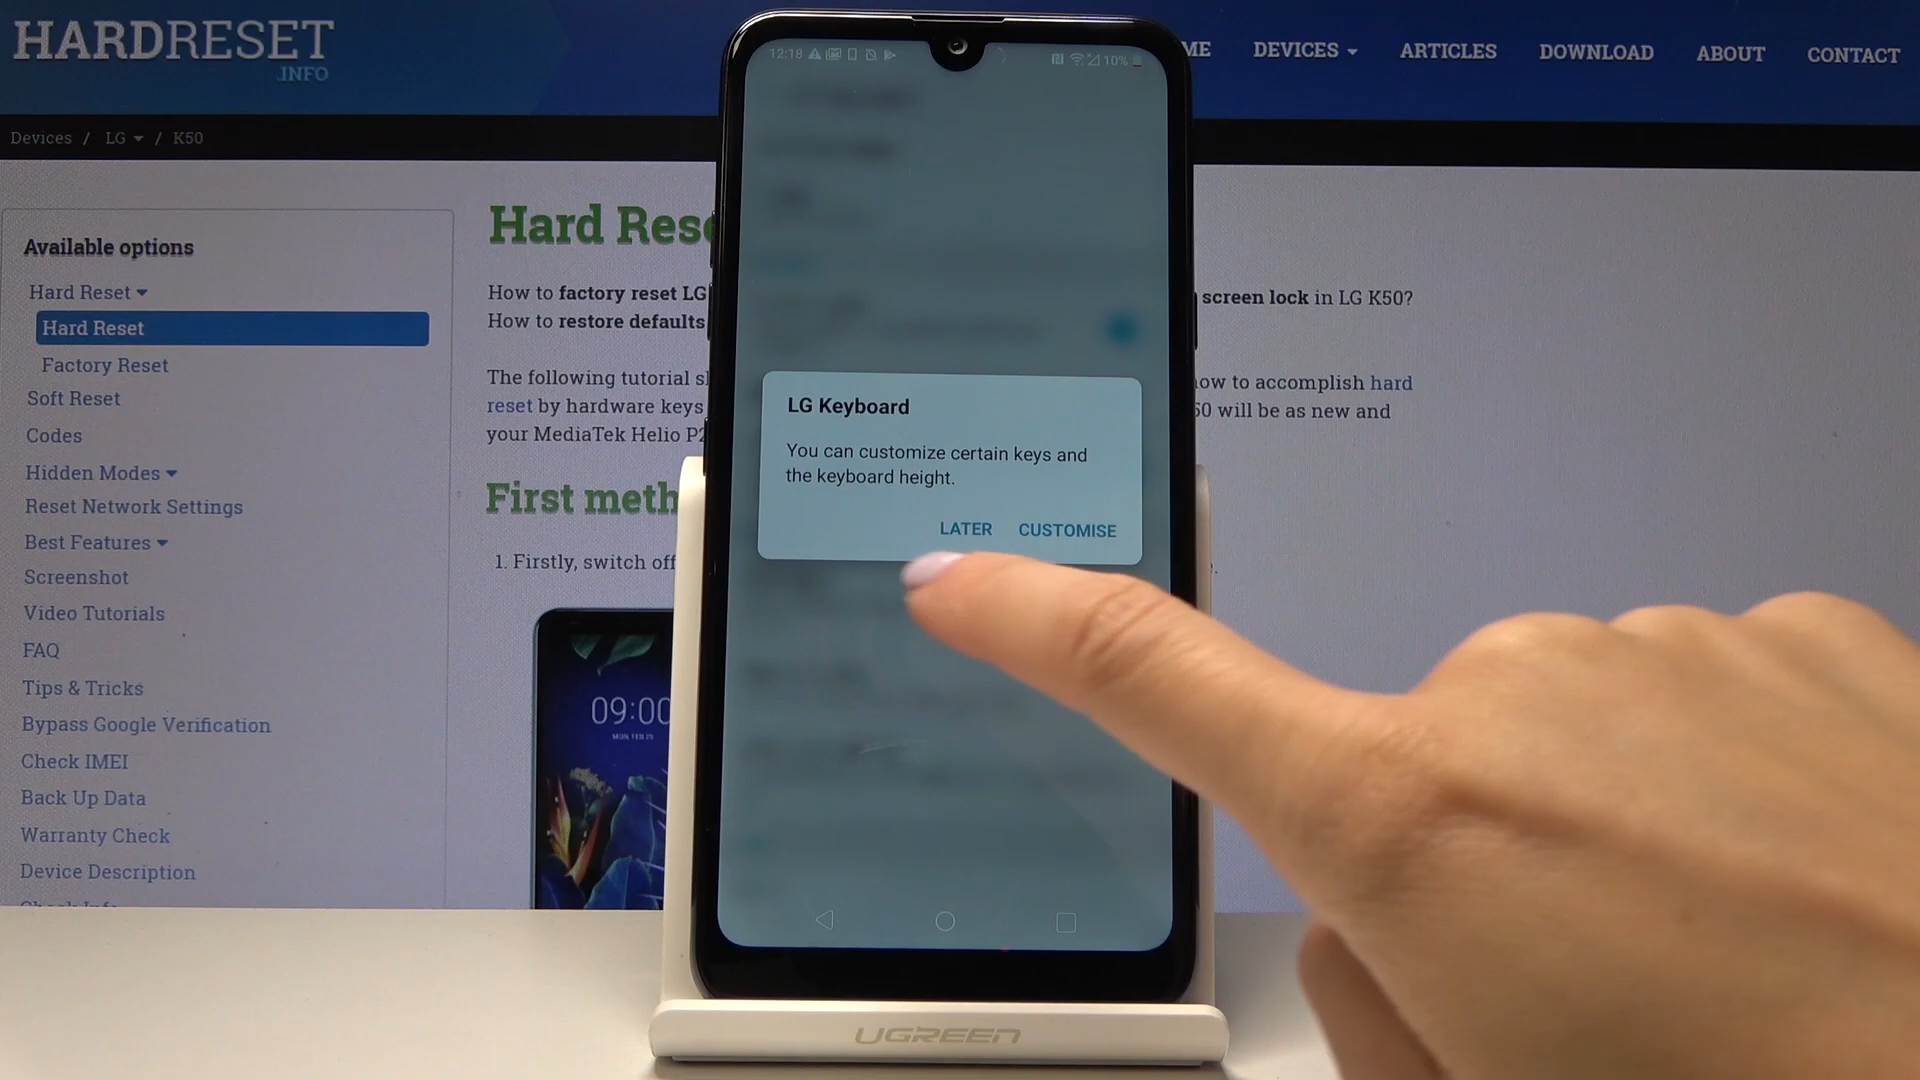 HARDRESET
.INFO
ME DEVICES ARTICLES DOWNLOAD ABOUT CONTACT
Devices / LG / K50
Available options
Hard Reset
Hard Reset
Factory Reset
Soft Reset
Codes
Hidden Modes
Reset Network Settings
Best Features
Screenshot
Video Tutorials
FAQ
Tips & Tricks
Bypass Google Verification
Check IMEI
Back Up Data
Warranty Check
Device Description
Hard Rese
How to factory reset LG
screen lock in LG K50?
How to restore defaults
The following tutorial s
how to accomplish hard
reset by hardware keys
50 will be as new and
your MediaTek Helio P2
First meth
1. Firstly, switch off
09:00
12:18
10%
LG Keyboard
You can customize certain keys and
the keyboard height.
LATER CUSTOMISE
UGREEN